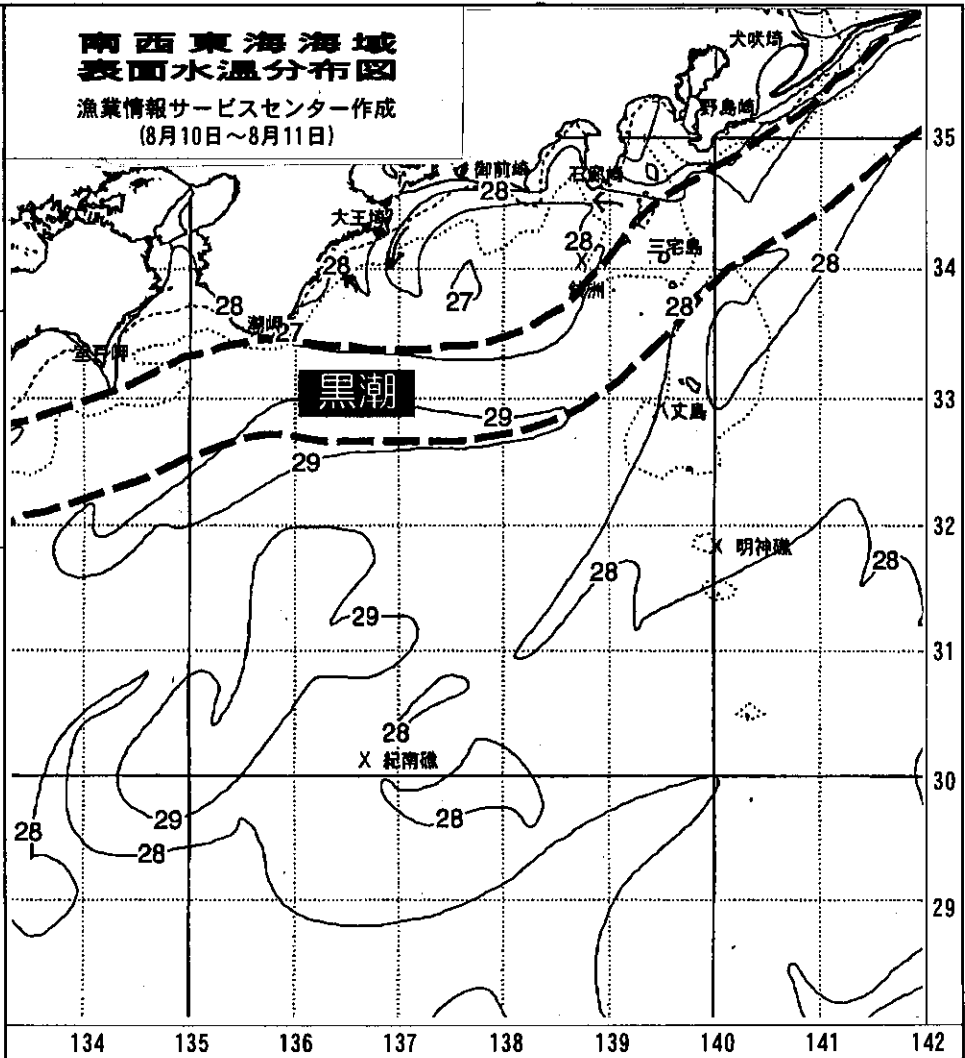 南西東海海域
表面水温分布図
漁業情報サービスセンター作成
(8月10日～8月11日)
犬吠埼
野島崎
35
御前崎
石廊崎
28
大王埼
28
三宅島
28
28
34
27
28
28
潮岬
27
室戸岬
黒潮
29
八丈島
33
29
32
明神礁
28
28
29
31
28
紀南礁
30
28
29
28
28
29
134
135
136
137
138
139
140
141
142